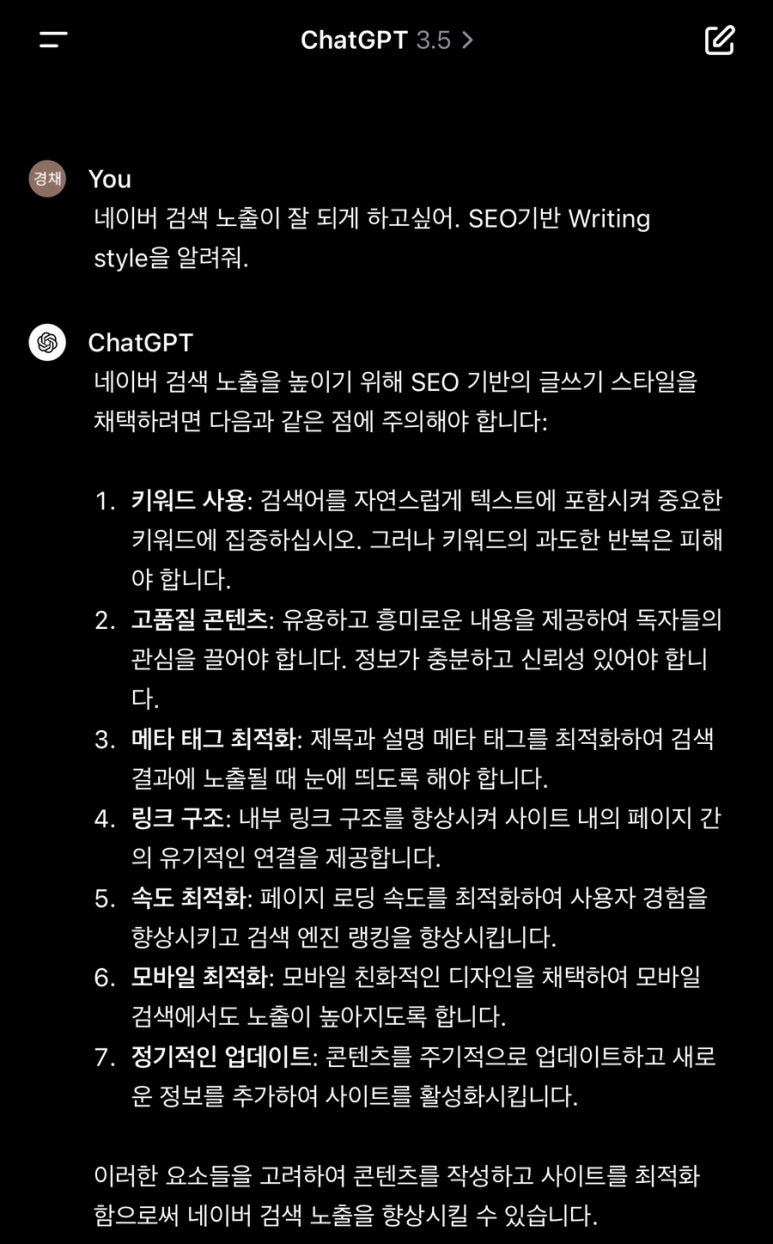 ChatGPT 3.5 >
경채 You
네이버 검색 노출이 잘 되게 하고싶어. SEO기반 Writing
style을 알려줘.
ChatGPT
네이버 검색 노출을 높이기 위해 SEO 기반의 글쓰기 스타일을
채택하려면 다음과 같은 점에 주의해야 합니다:
1. 키워드 사용: 검색어를 자연스럽게 텍스트에 포함시켜 중요한
키워드에 집중하십시오. 그러나 키워드의 과도한 반복은 피해
야 합니다.
2. 고품질 콘텐츠: 유용하고 흥미로운 내용을 제공하여 독자들의
관심을 끌어야 합니다. 정보가 충분하고 신뢰성 있어야 합니
다.
3. 메타 태그 최적화: 제목과 설명 메타 태그를 최적화하여 검색
결과에 노출될 때 눈에 띄도록 해야 합니다.
4. 링크 구조: 내부 링크 구조를 향상시켜 사이트 내의 페이지 간
의 유기적인 연결을 제공합니다.
5. 속도 최적화: 페이지 로딩 속도를 최적화하여 사용자 경험을
향상시키고 검색 엔진 랭킹을 향상시킵니다.
6. 모바일 최적화: 모바일 친화적인 디자인을 채택하여 모바일
검색에서도 노출이 높아지도록 합니다.
7. 정기적인 업데이트: 콘텐츠를 주기적으로 업데이트하고 새로
운 정보를 추가하여 사이트를 활성화시킵니다.
이러한 요소들을 고려하여 콘텐츠를 작성하고 사이트를 최적화
함으로써 네이버 검색 노출을 향상시킬 수 있습니다.